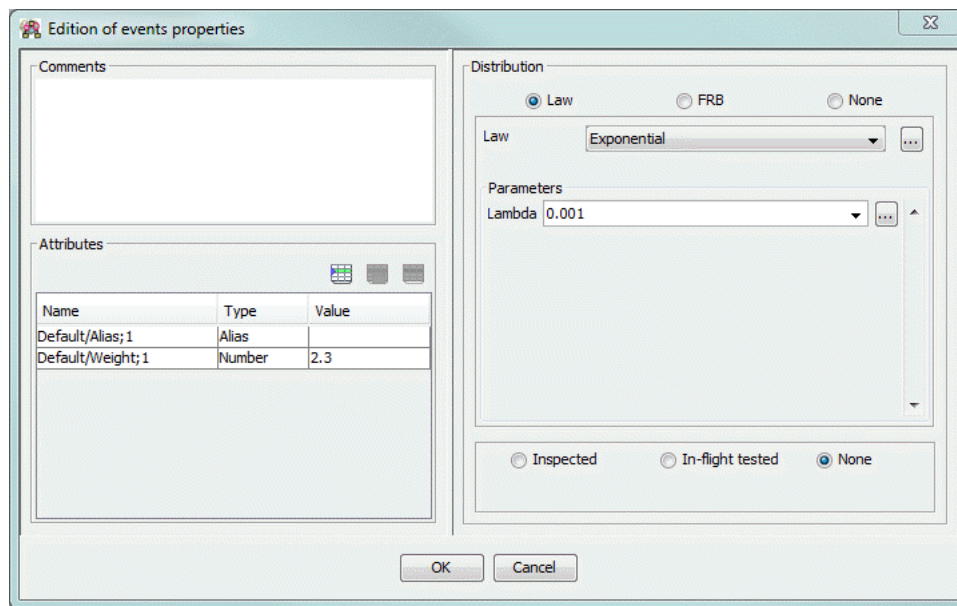 Edition of events properties
Comments
Attributes
Name Type Value
Default/Alias;1 Alias
Default/Weight;1 Number 2.3
Distribution
Law FRB None
Law Exponential ...
Parameters
Lambda 0.001 ...
Inspected In-flight tested None
OK Cancel